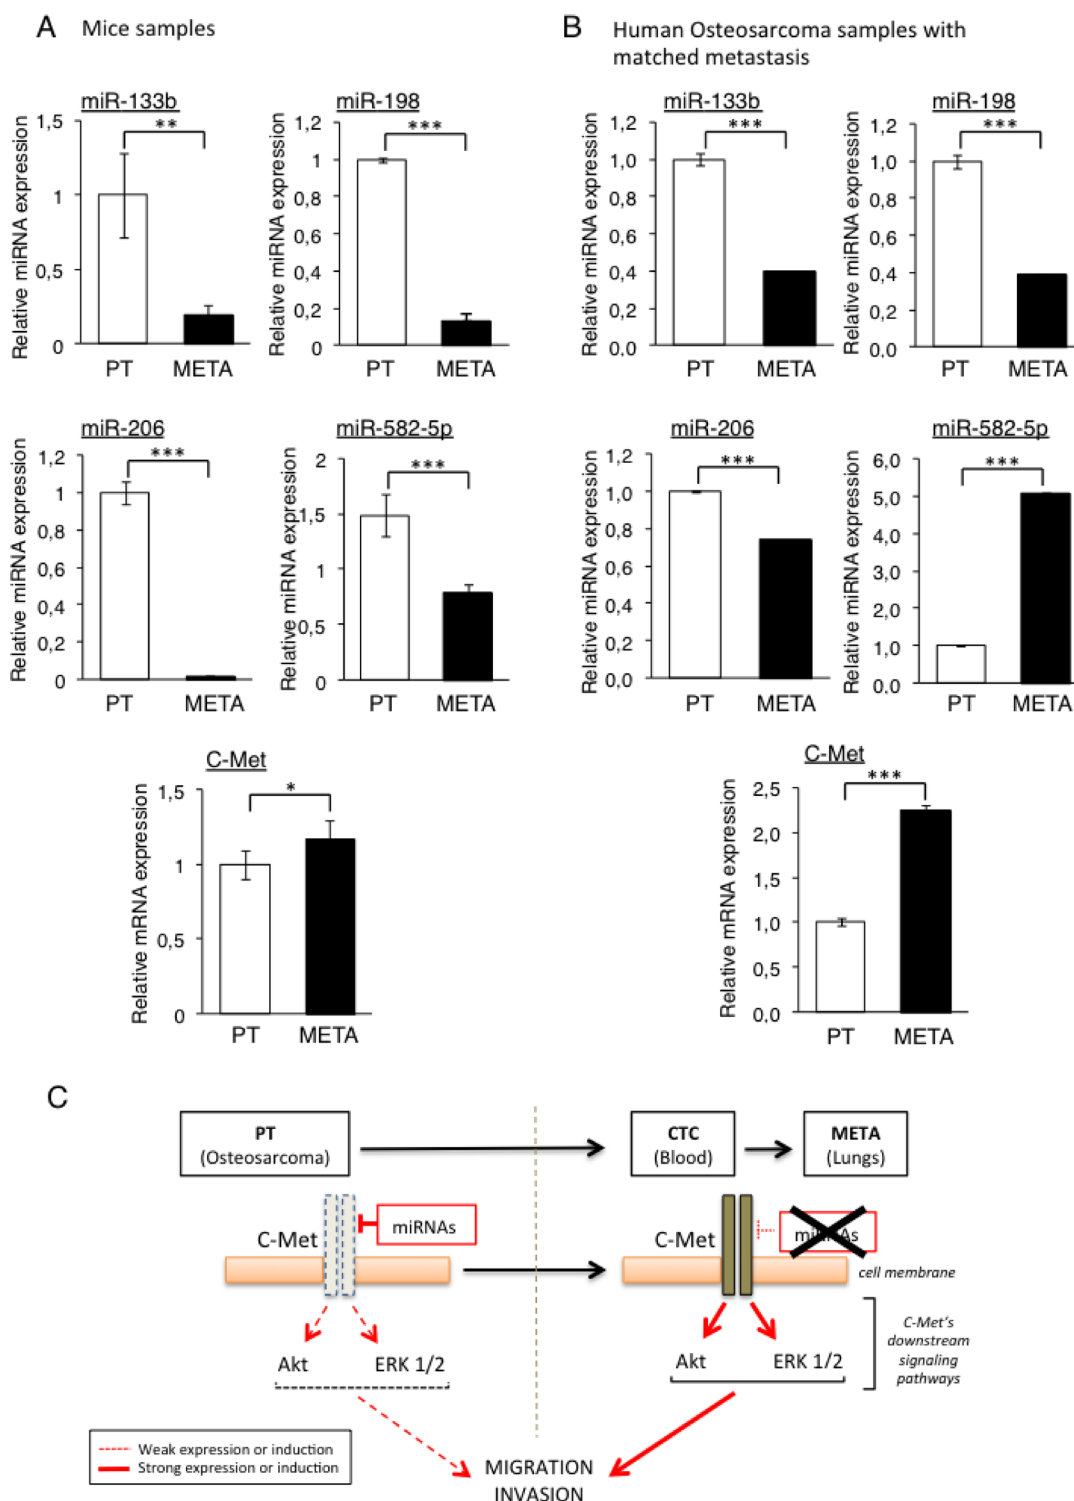 A Mice samples
miR-133b
Relative miRNA expression
1,5
1
0,5
0
**
PT META
miR-198
Relative miRNA expression
1,2
1
0,8
0,6
0,4
0,2
0
***
PT META
miR-206
Relative miRNA expression
1,2
1
0,8
0,6
0,4
0,2
0
***
PT META
miR-582-5p
Relative miRNA expression
2
1,5
1
0,5
0
***
PT META
C-Met
Relative mRNA expression
1,5
1
0,5
0
*
PT META
B Human Osteosarcoma samples with
matched metastasis
miR-133b
Relative miRNA expression
1,2
1,0
0,8
0,6
0,4
0,2
0,0
***
PT META
miR-198
Relative miRNA expression
1,2
1,0
0,8
0,6
0,4
0,2
0,0
***
PT META
miR-206
Relative miRNA expression
1,2
1,0
0,8
0,6
0,4
0,2
0,0
***
PT META
miR-582-5p
Relative miRNA expression
6,0
5,0
4,0
3,0
2,0
1,0
0,0
***
PT META
C-Met
Relative mRNA expression
2,5
2,0
1,5
1,0
0,5
0,0
***
PT META
C
PT
(Osteosarcoma)
CTC
(Blood)
META
(Lungs)
C-Met
miRNAs
C-Met
miRNAs
cell membrane
Akt ERK 1/2
Akt ERK 1/2
C-Met's
downstream
signaling
pathways
Weak expression or induction
Strong expression or induction
MIGRATION
INVASION